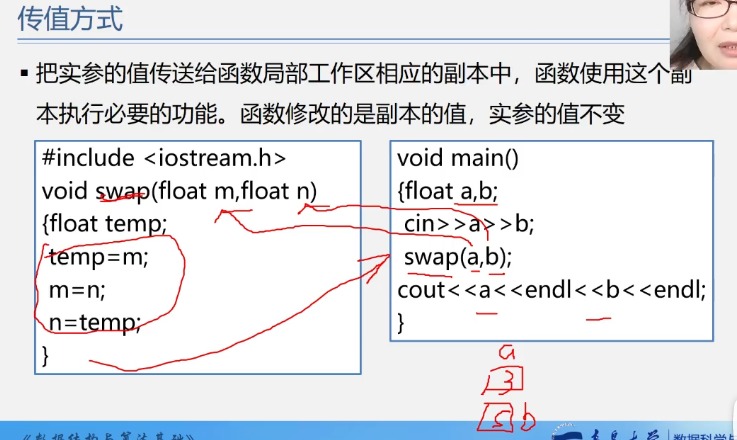 传值方式
▪ 把实参的值传送给函数局部工作区相应的副本中，函数使用这个副
本执行必要的功能。函数修改的是副本的值，实参的值不变
#include <iostream.h>
void swap(float m,float n)
{float temp;
temp=m;
m=n;
n=temp;
}
void main()
{float a,b;
cin>>a>>b;
swap(a,b);
cout<<a<<endl<<b<<endl;
}
a
3
5 b
《数据结构与算法基础》
大学 数据科学与